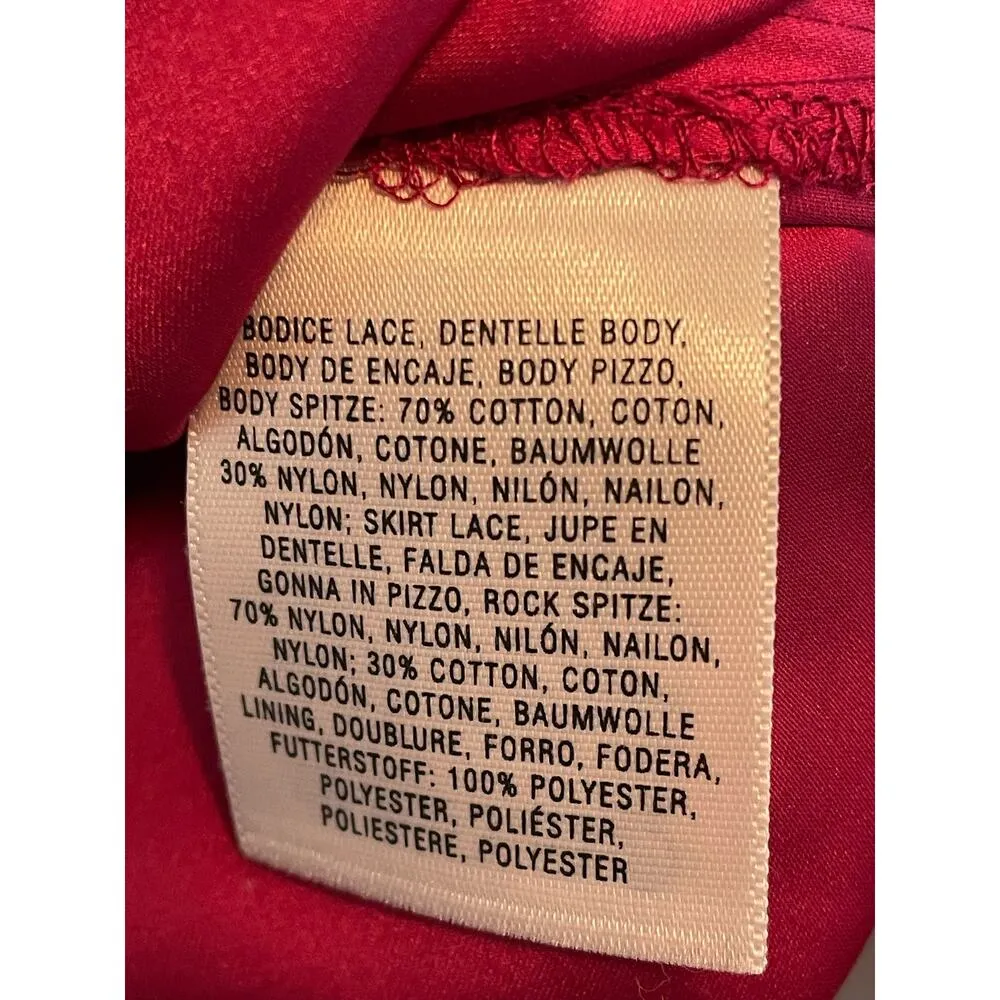 BODICE LACE, DENTELLE BODY,
BODY DE ENCAJE, BODY PIZZO,
BODY SPITZE: 70% COTTON, COTON,
ALGODÓN, COTONE, BAUMWOLLE
30% NYLON, NYLON, NILÓN, NAILON,
NYLON; SKIRT LACE, JUPE EN
DENTELLE, FALDA DE ENCAJE,
GONNA IN PIZZO, ROCK SPITZE:
70% NYLON, NYLON, NILÓN, NAILON,
NYLON; 30% COTTON, COTON,
ALGODÓN, COTONE, BAUMWOLLE
LINING, DOUBLURE, FORRO, FODERA,
FUTTERSTOFF: 100% POLYESTER,
POLYESTER, POLIÉSTER,
POLIESTERE, POLYESTER